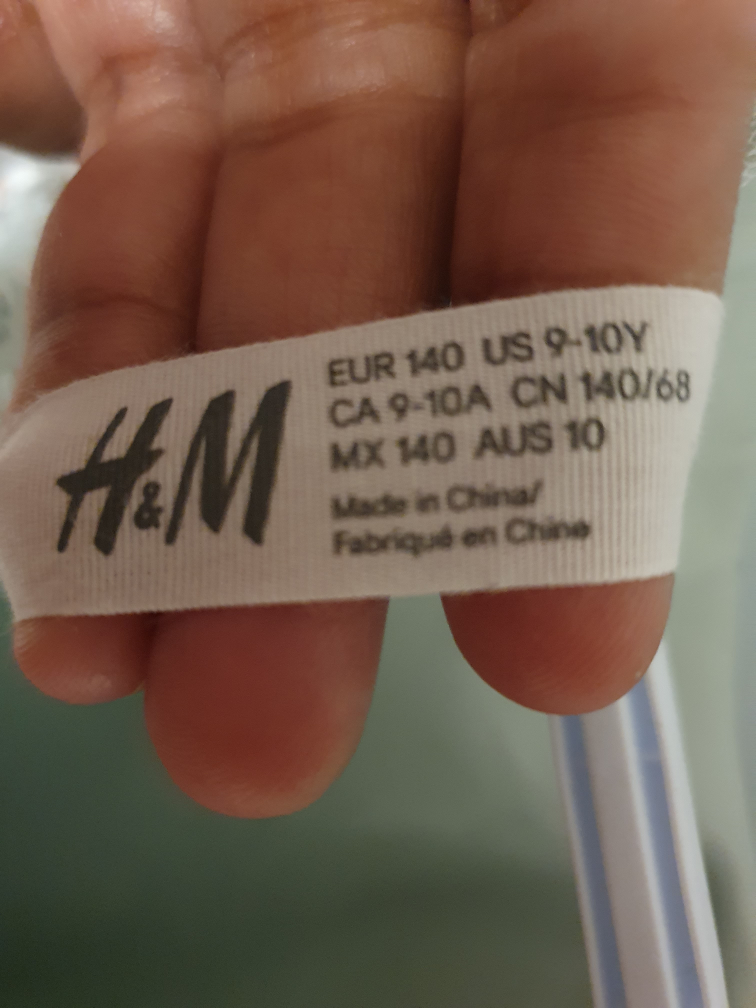 H&M
EUR 140 US 9-10Y
CA 9-10A CN 140/68
MX 140 AUS 10
Made in China/
Fabriqué en Chine